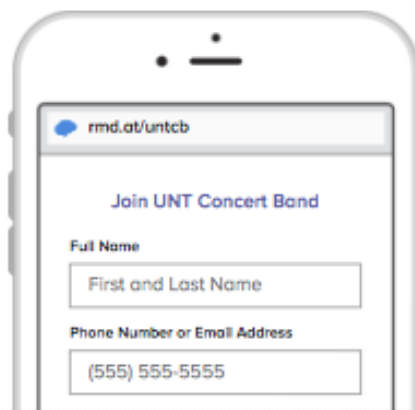 rmd.at/untcb
Join UNT Concert Band
Full Name
First and Last Name
Phone Number or Email Address
(555) 555-5555